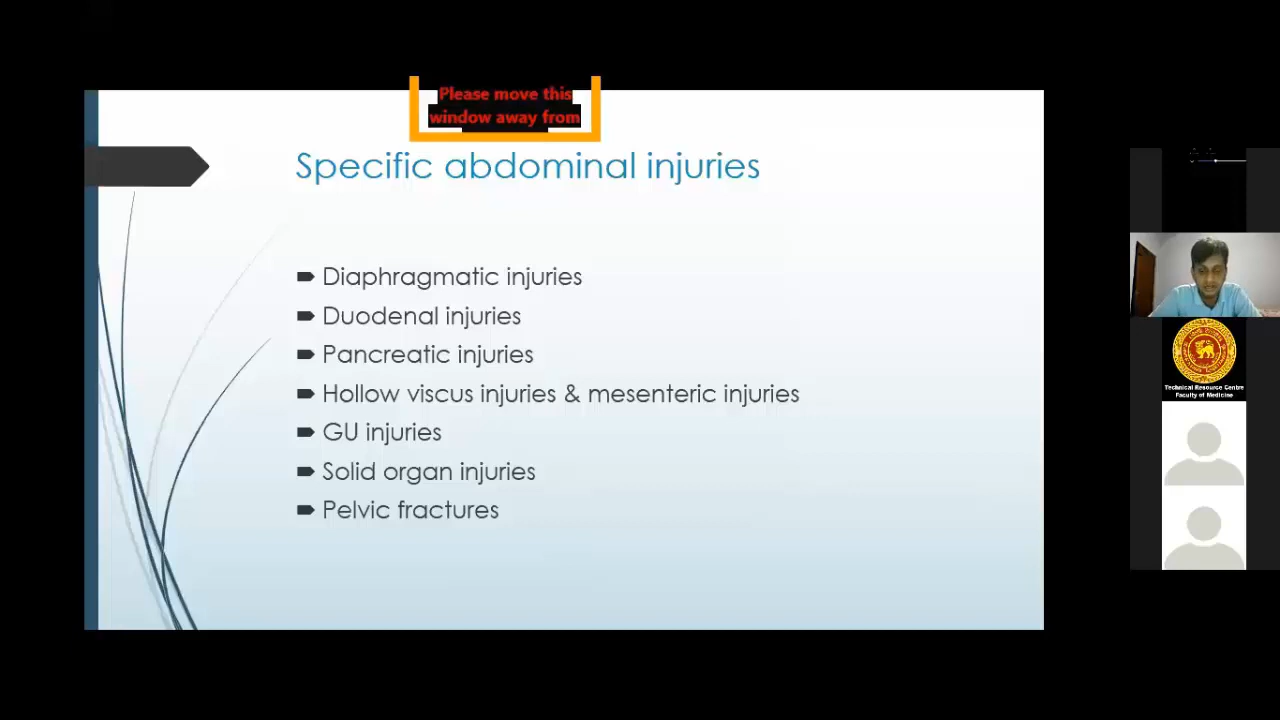 Please move this
window away from
Specific abdominal injuries
Diaphragmatic injuries
Duodenal injuries
Pancreatic injuries
Hollow viscus injuries & mesenteric injuries
GU injuries
Solid organ injuries
Pelvic fractures
Technical Resource Centre
Faculty of Medicine